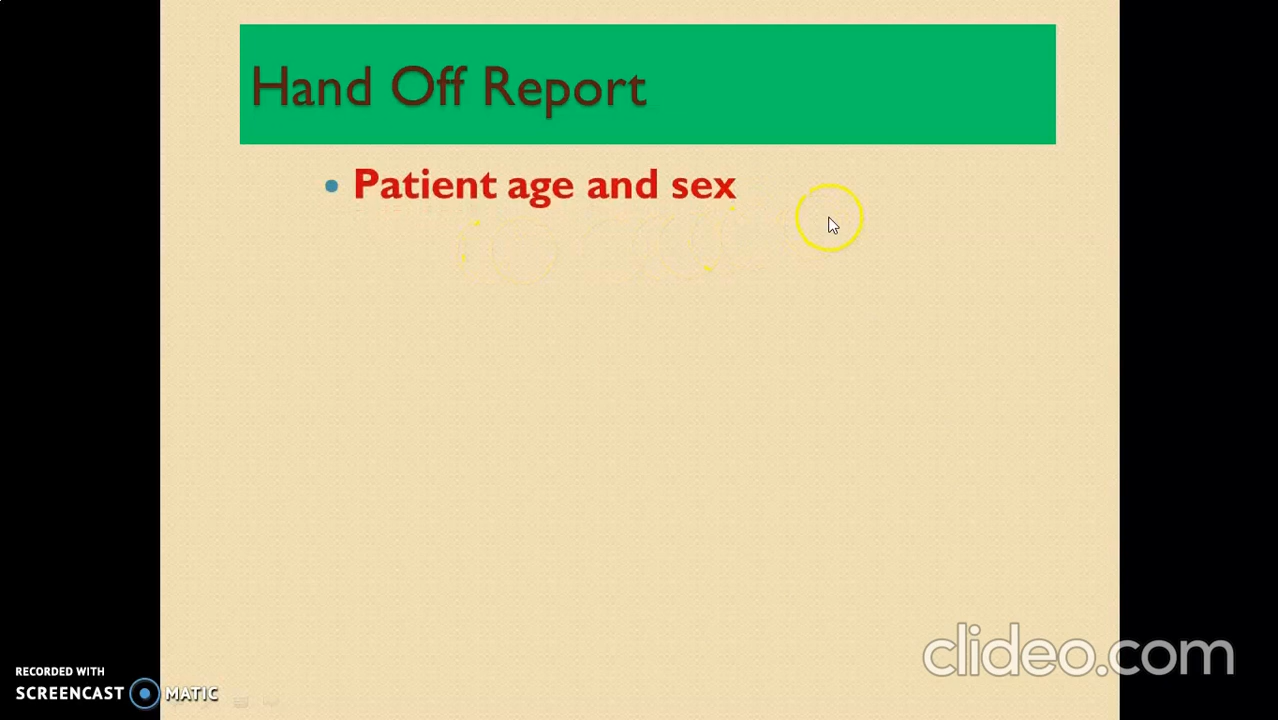 Hand Off Report
Patient age and sex
clideo.com
RECORDED WITH
SCREENCAST MATIC